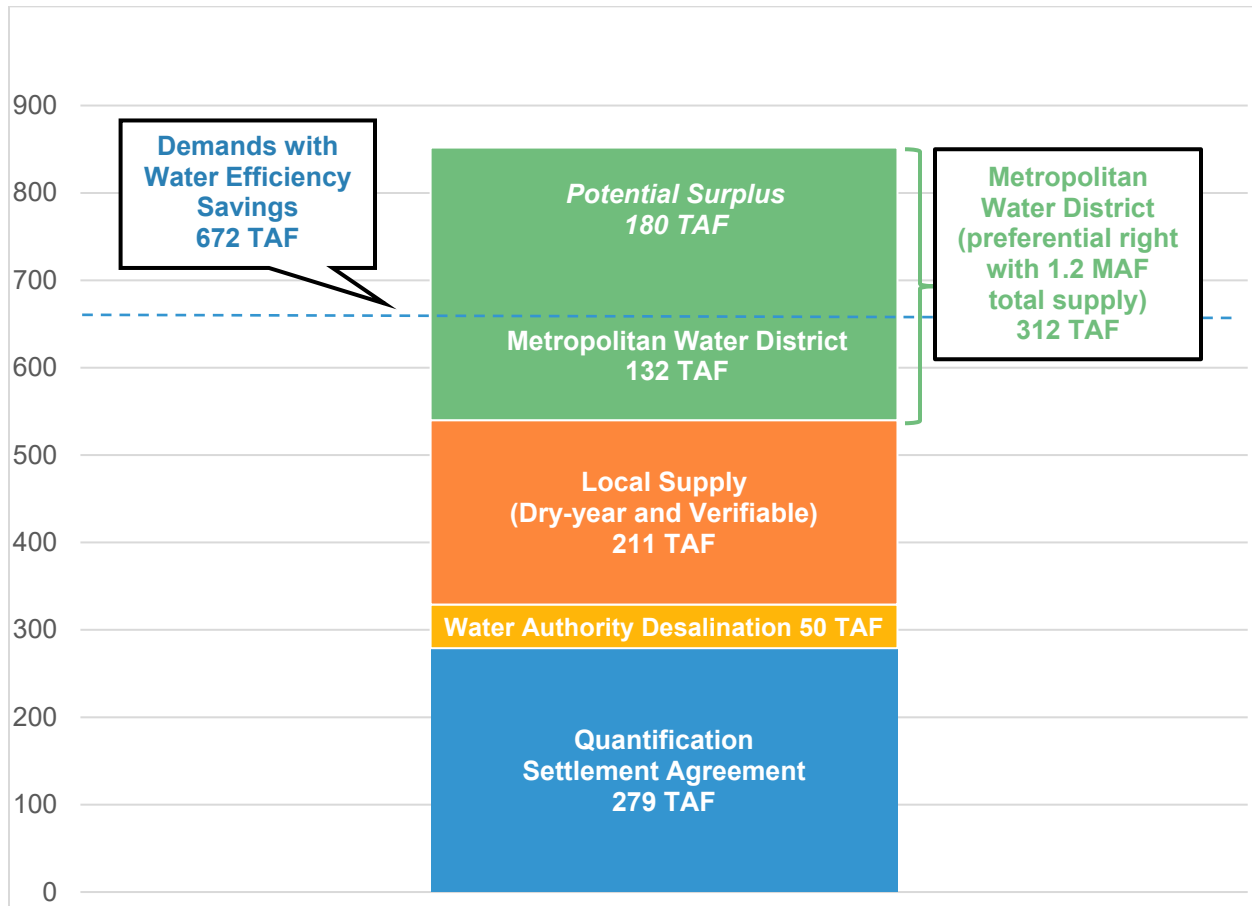 900
800
700
600
500
400
300
200
100
0
Demands with
Water Efficiency
Savings
672 TAF
Potential Surplus
180 TAF
Metropolitan Water District
132 TAF
Local Supply
(Dry-year and Verifiable)
211 TAF
Water Authority Desalination 50 TAF
Quantification
Settlement Agreement
279 TAF
Metropolitan
Water District
(preferential right
with 1.2 MAF
total supply)
312 TAF